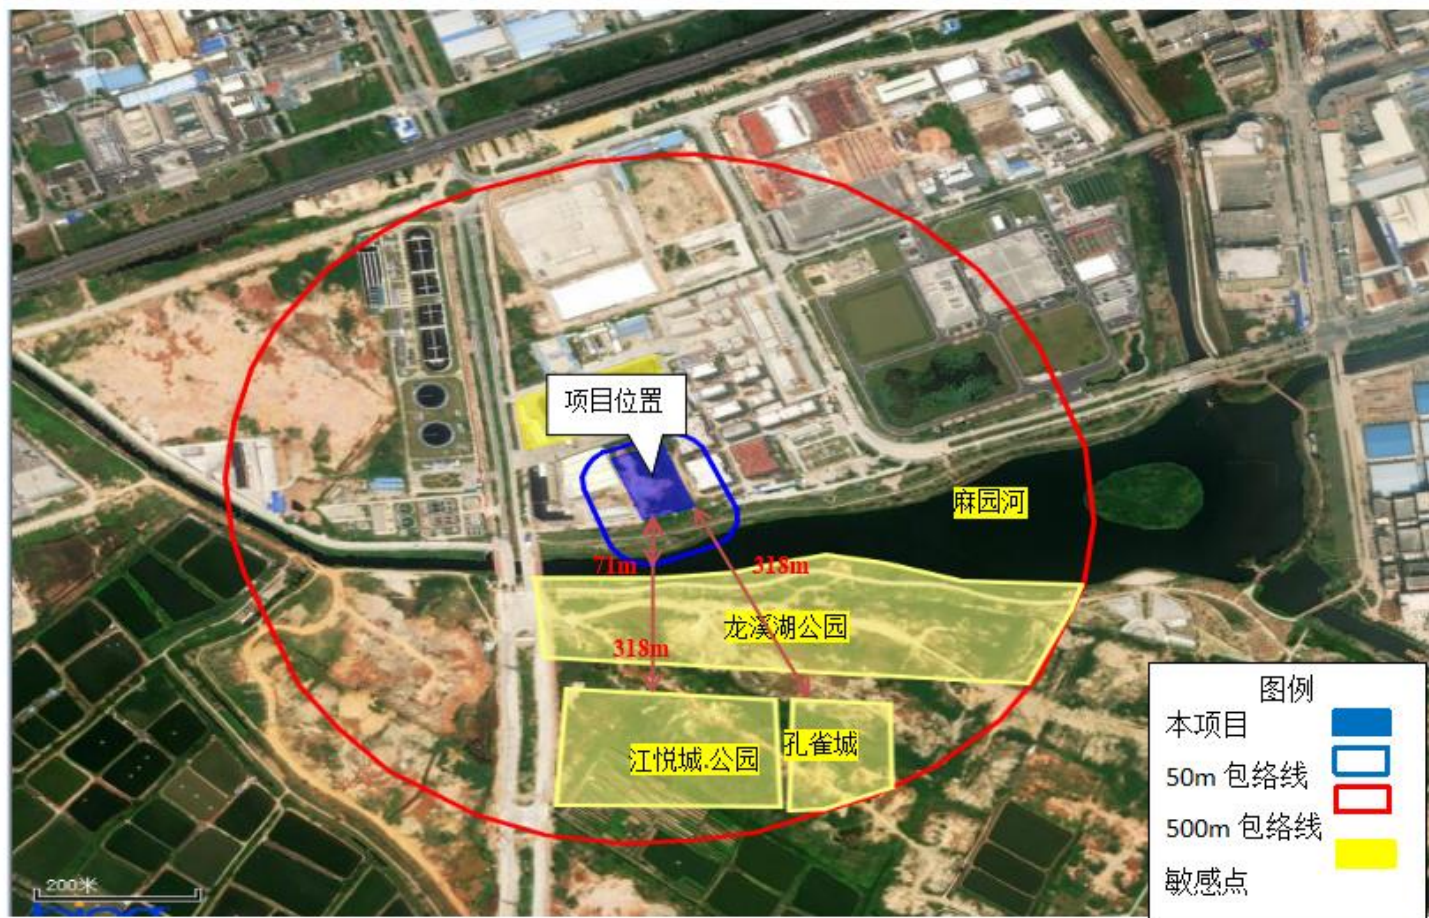 项目位置
麻园河
71m
318m
龙溪湖公园
318m
江悦城.公园
孔雀城
图例
本项目
50m 包络线
500m 包络线
敏感点
200米